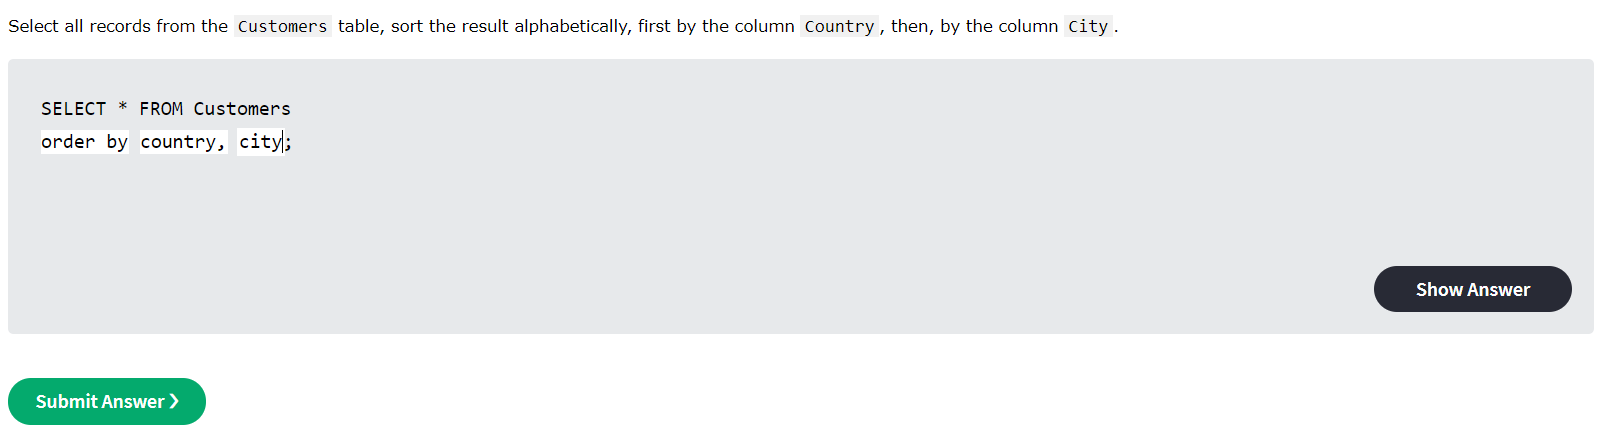 Select all records from the Customers table, sort the result alphabetically, first by the column Country, then, by the column City.
SELECT * FROM Customers
order by country, city;
Show Answer
Submit Answer ❯